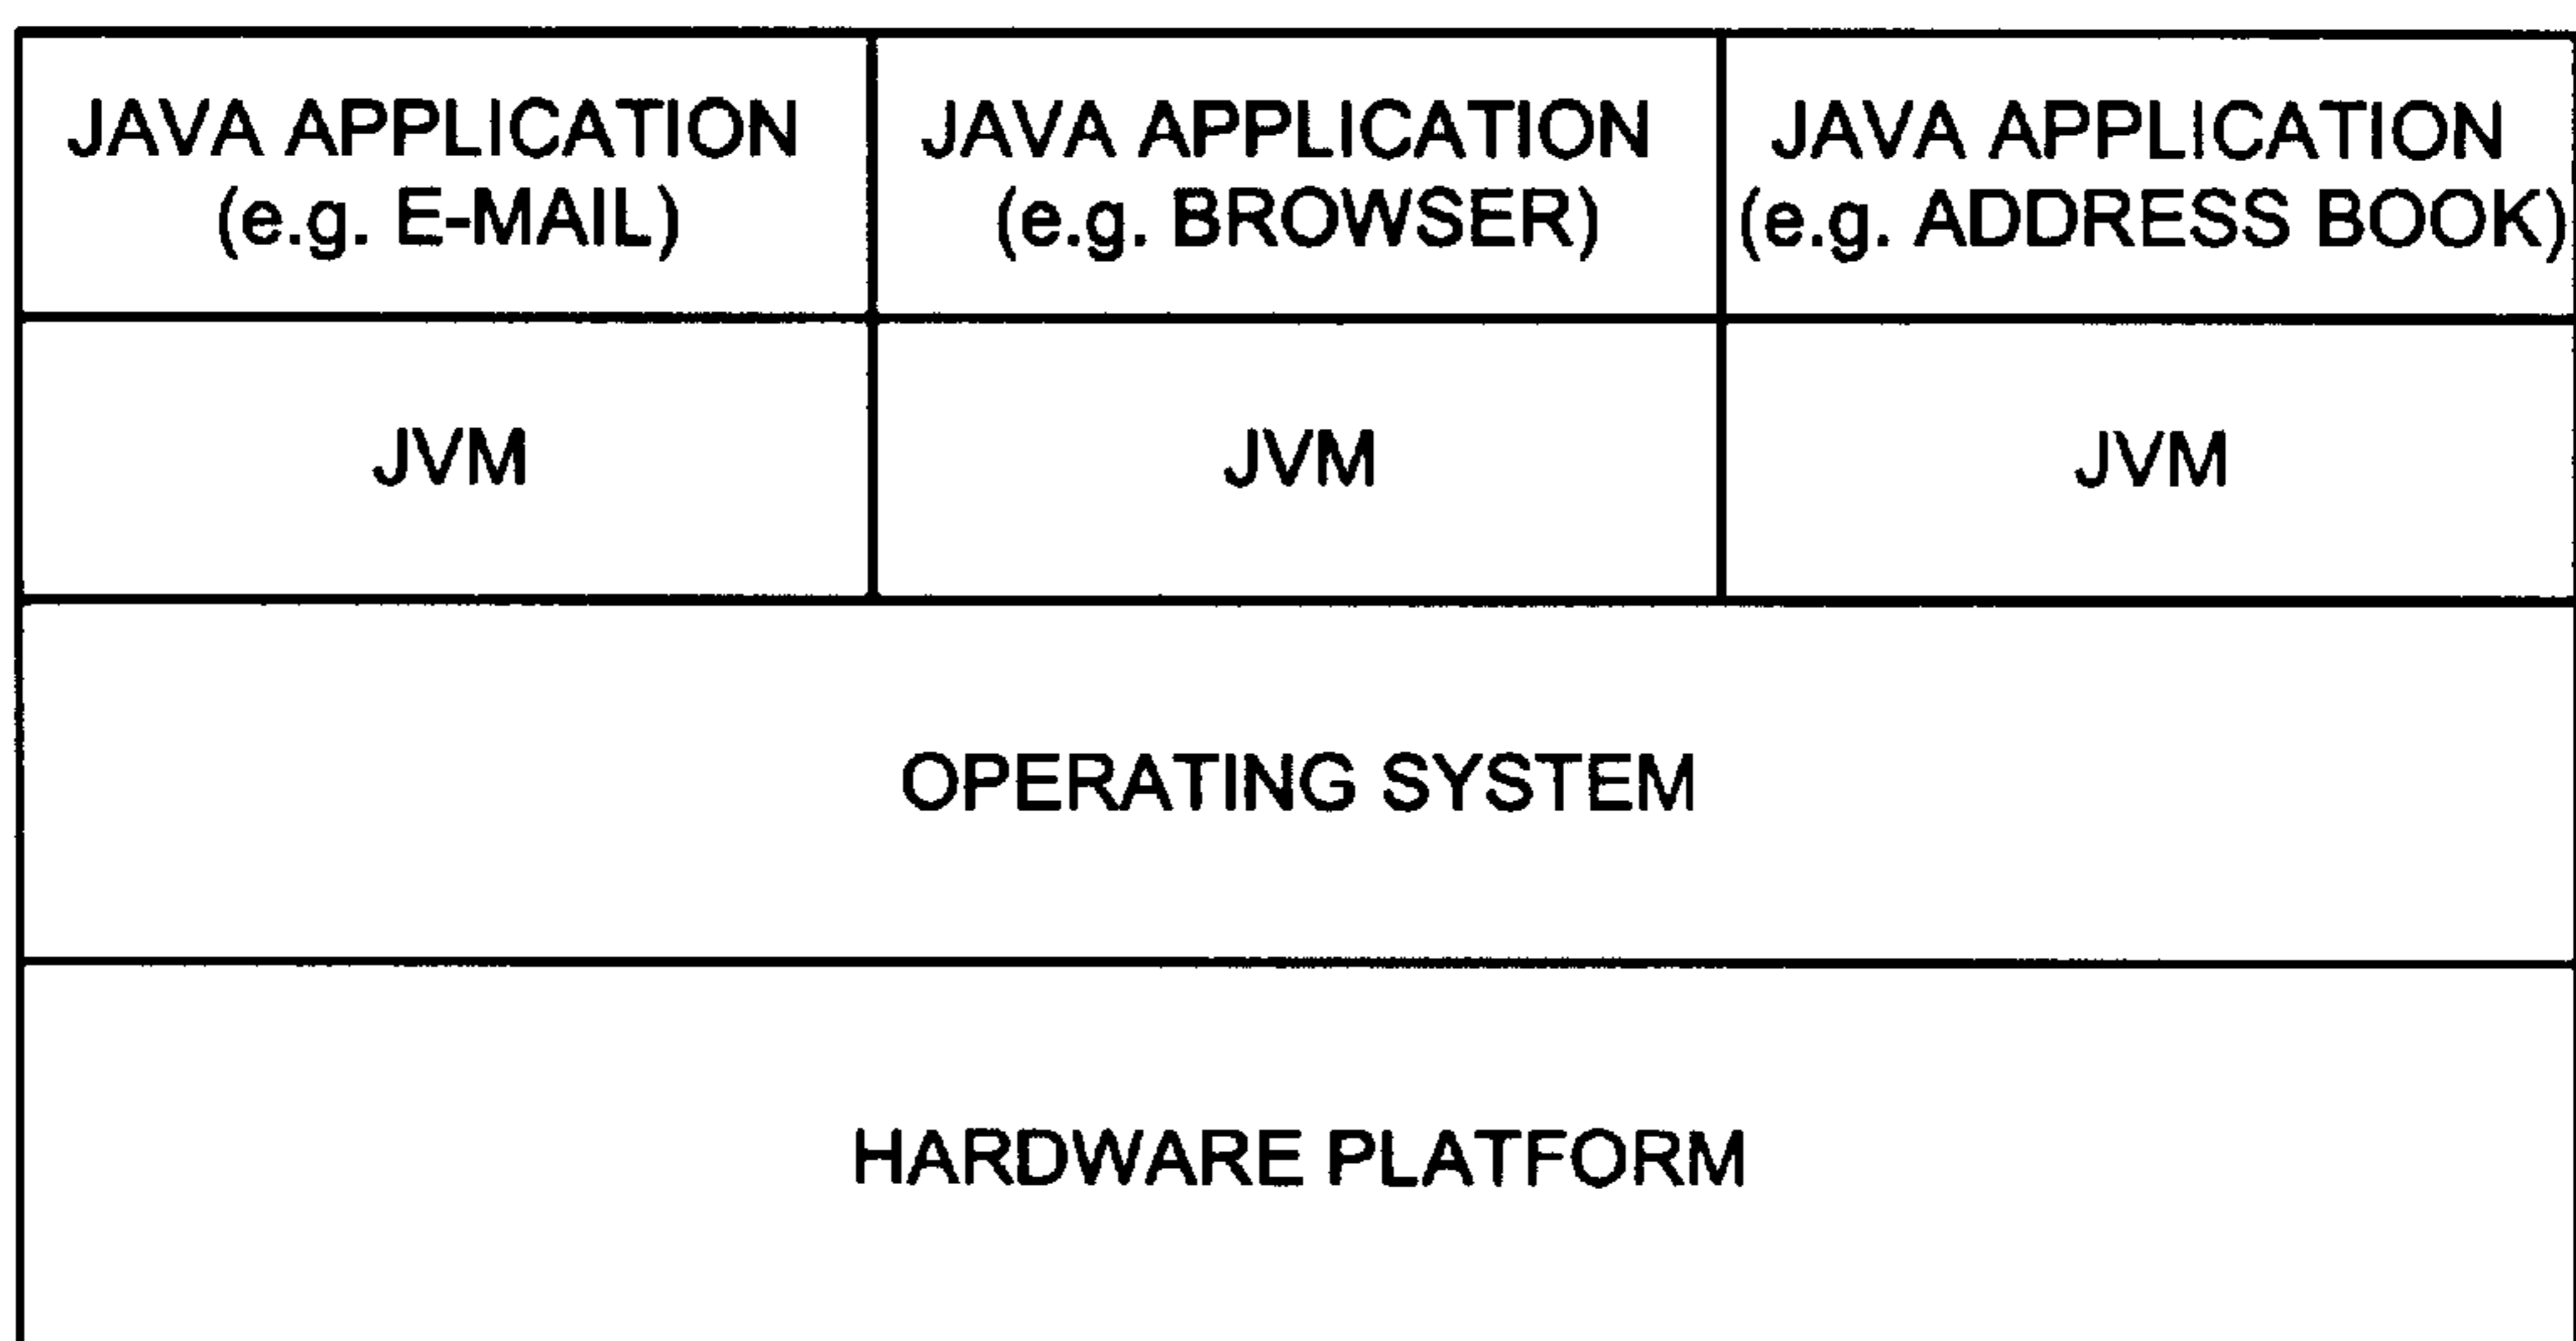 JAVA APPLICATION
(e.g. E-MAIL)
JAVA APPLICATION
(e.g. BROWSER)
JAVA APPLICATION
(e.g. ADDRESS BOOK)
JVM
JVM
JVM
OPERATING SYSTEM
HARDWARE PLATFORM